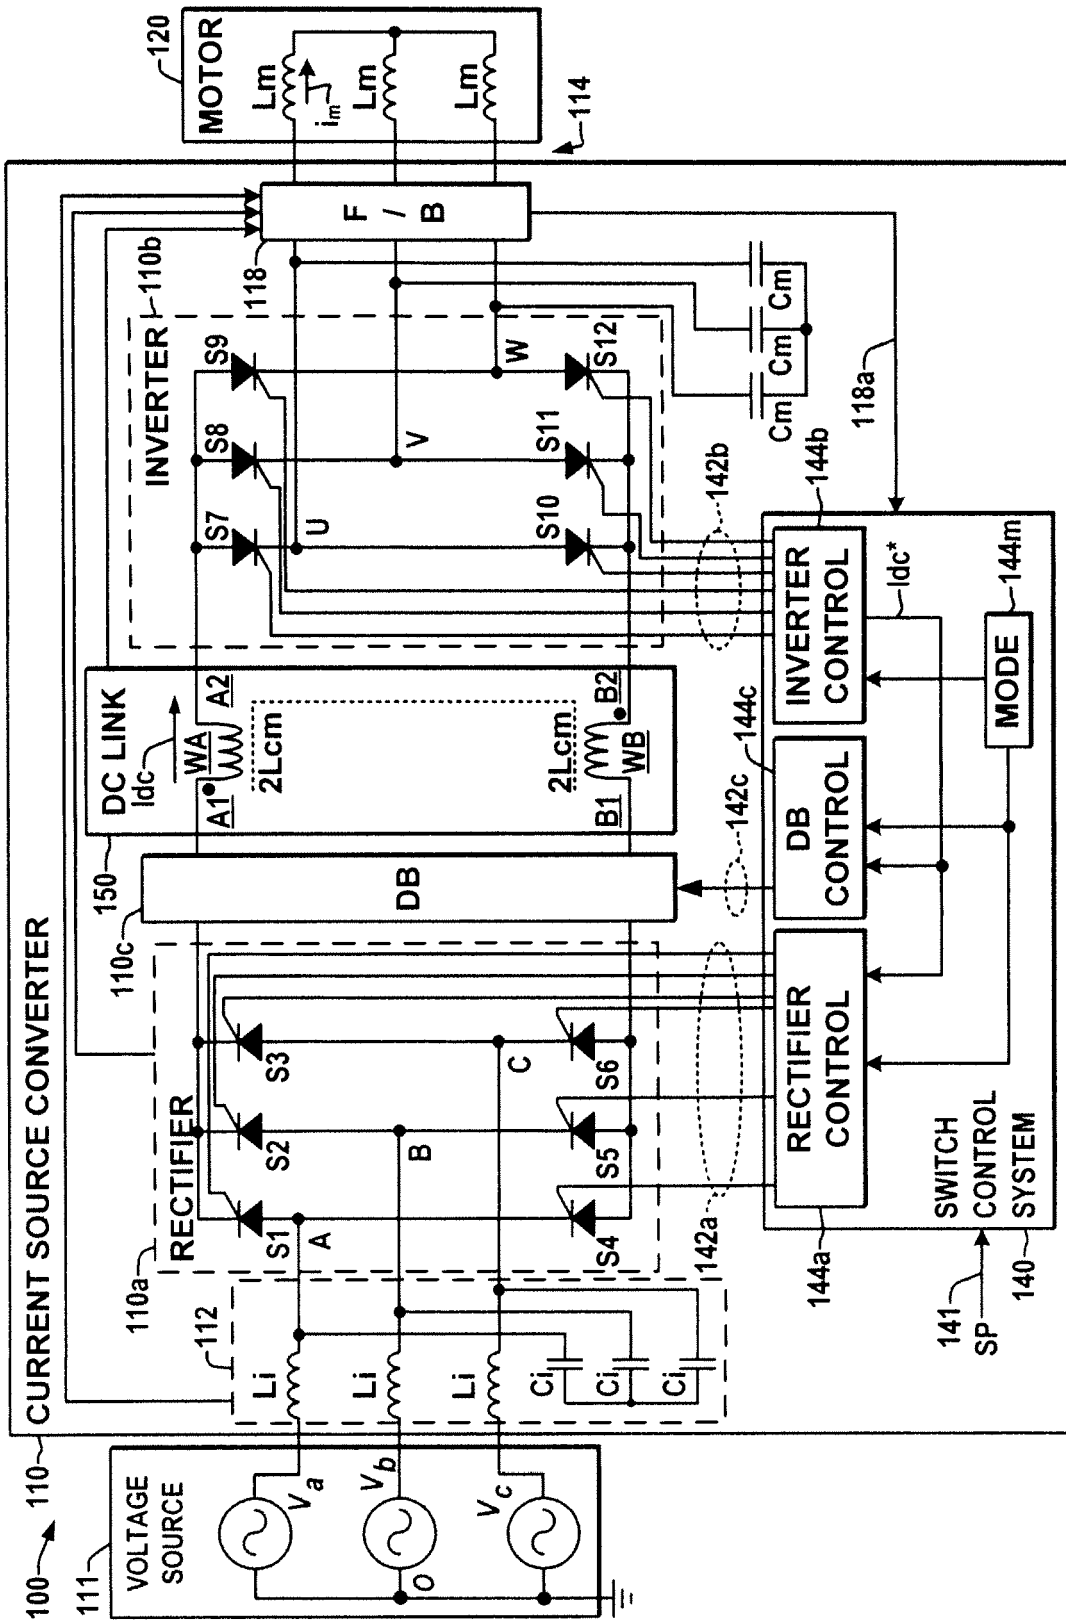 100
110
CURRENT SOURCE CONVERTER
111
VOLTAGE
SOURCE
Va
Vb
Vc
O
112
Li
Li
Li
Ci
Ci
Ci
110a
RECTIFIER
S1
S2
S3
A
B
C
S4
S5
S6
110c
DB
150
DC LINK
Idc
A1
WA
A2
2Lcm
2Lcm
B1
WB
B2
110b
INVERTER
S7
S8
S9
U
V
W
S10
S11
S12
118
F
/
B
114
120
MOTOR
Lm
im
Lm
Lm
Cm
Cm
Cm
118a
142a
142c
142b
144a
RECTIFIER
CONTROL
144c
DB
CONTROL
144b
INVERTER
CONTROL
Idc*
144m
MODE
SWITCH
CONTROL
SYSTEM
141
SP
140